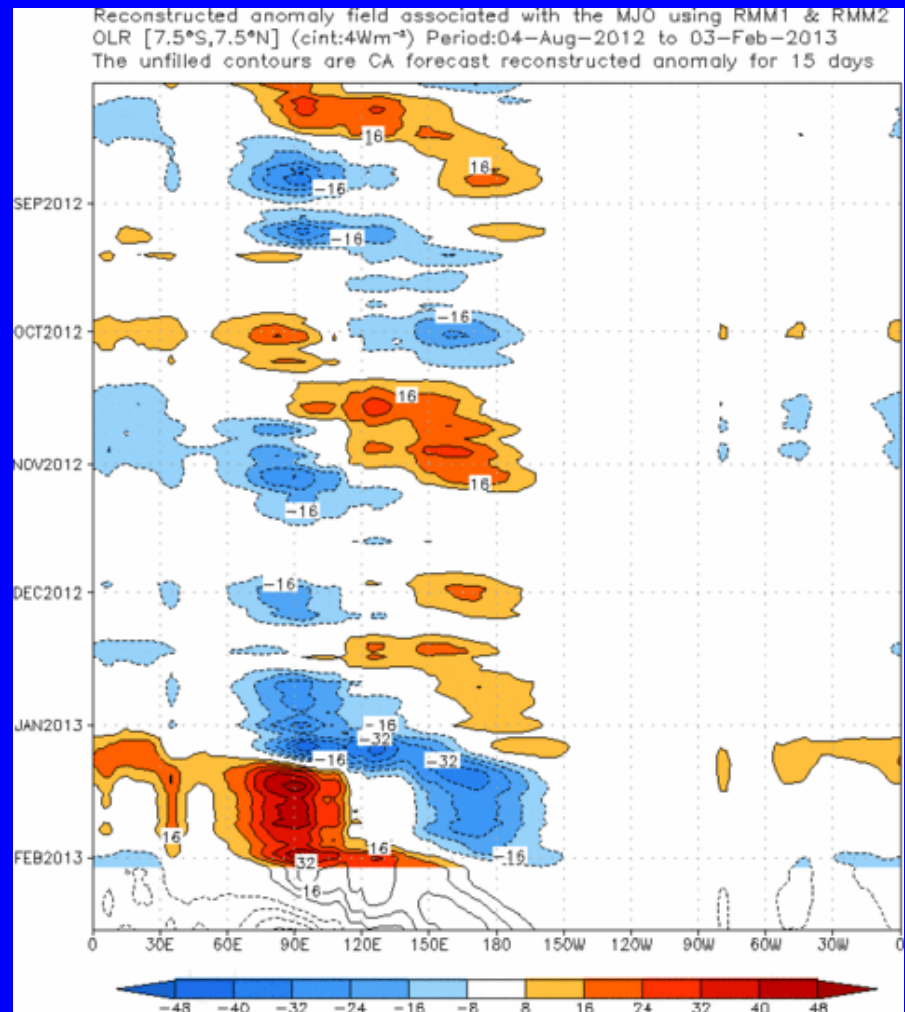 Reconstructed anomaly field associated with the MJO using RMM1 & RMM2
OLR [7.5°S,7.5°N] (cint:4Wm⁻²) Period:04-Aug-2012 to 03-Feb-2013
The unfilled contours are CA forecast reconstructed anomaly for 15 days
16
16
-16
SEP2012
-16
-16
OCT2012
16
NOV2012
16
-16
-16
DEC2012
JAN2013
-16
-32
-16
-32
16
16
FEB2013
32
-16
16
0 30E 60E 90E 120E 150E 180 150W 120W 90W 60W 30W 0
-48 -40 -32 -24 -16 -8 8 16 24 32 40 48